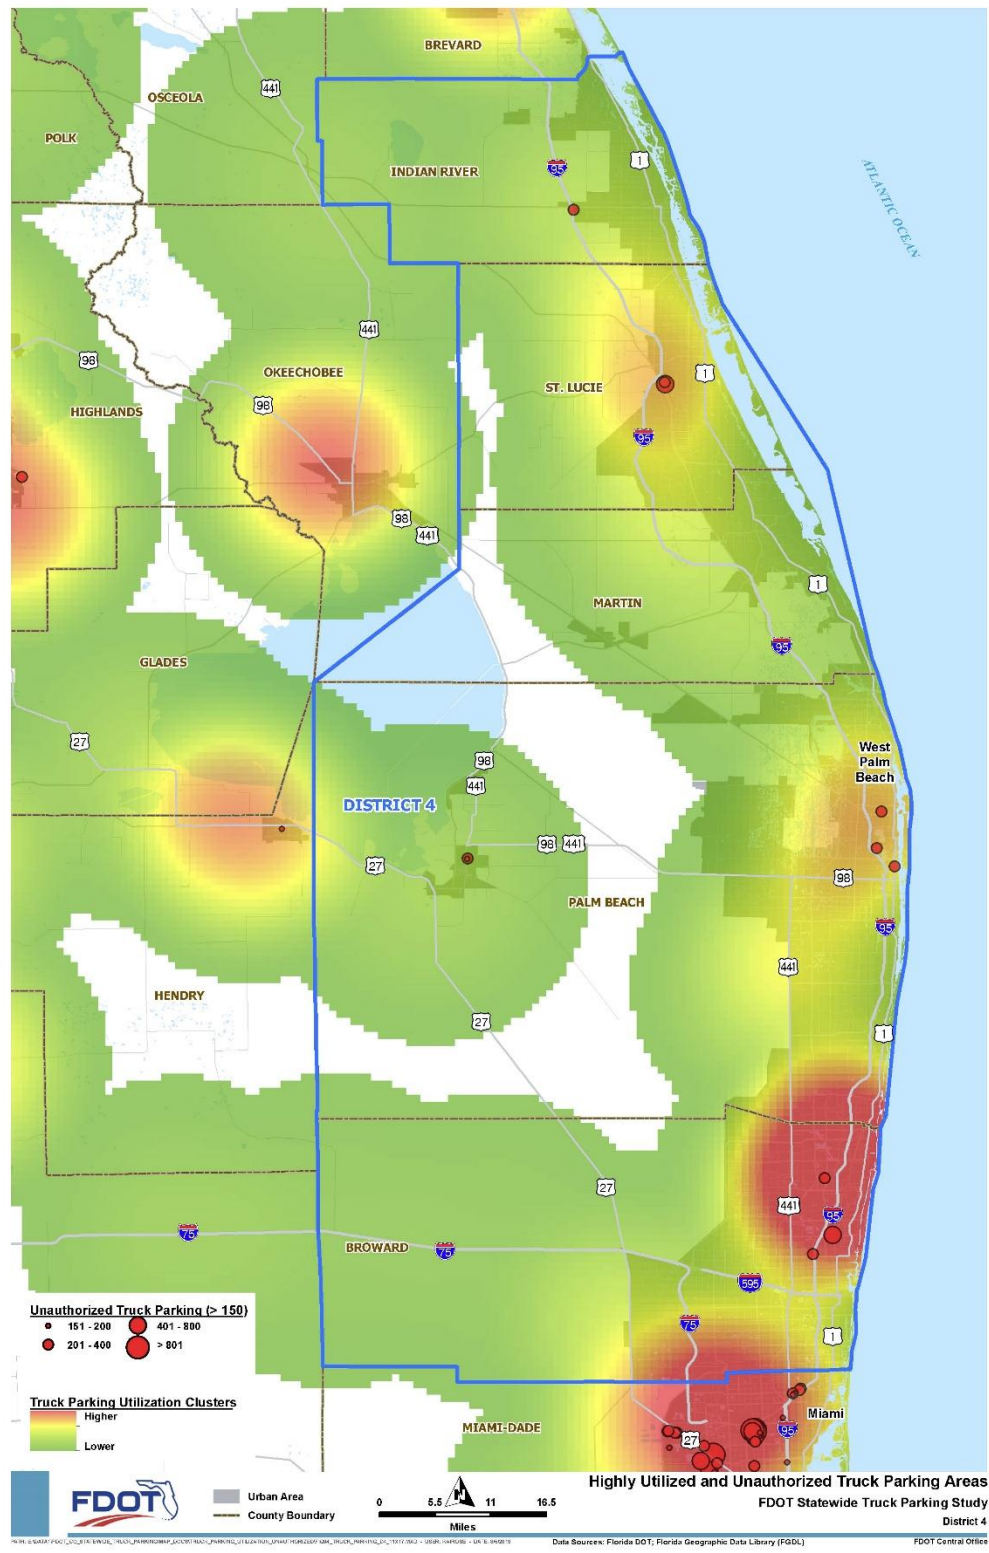 BREVARD
OSCEOLA
441
POLK
INDIAN RIVER
95
1
ATLANTIC OCEAN
441
98
OKEECHOBEE
1
98
ST. LUCIE
HIGHLANDS
95
98
441
1
MARTIN
95
GLADES
27
West
Palm
Beach
98
441
DISTRICT 4
98 441
27
98
PALM BEACH
95
441
HENDRY
27
1
27
441
95
75
BROWARD
75
595
Unauthorized Truck Parking (> 150)
151 - 200
401 - 800
201 - 400
> 801
75
1
Truck Parking Utilization Clusters
Higher
Lower
MIAMI-DADE
Miami
27
95
FDOT
Urban Area
County Boundary
N
0 5.5 11 16.5
Miles
Highly Utilized and Unauthorized Truck Parking Areas
FDOT Statewide Truck Parking Study
District 4
Data Sources: Florida DOT; Florida Geographic Data Library (FGDL)
FDOT Central Office